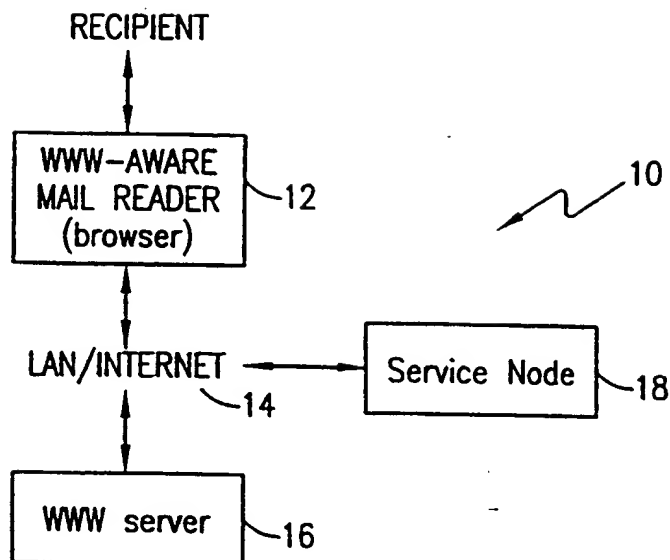 RECIPIENT
WWW-AWARE
MAIL READER
(browser)
12
10
LAN/INTERNET
14
Service Node
18
WWW server
16